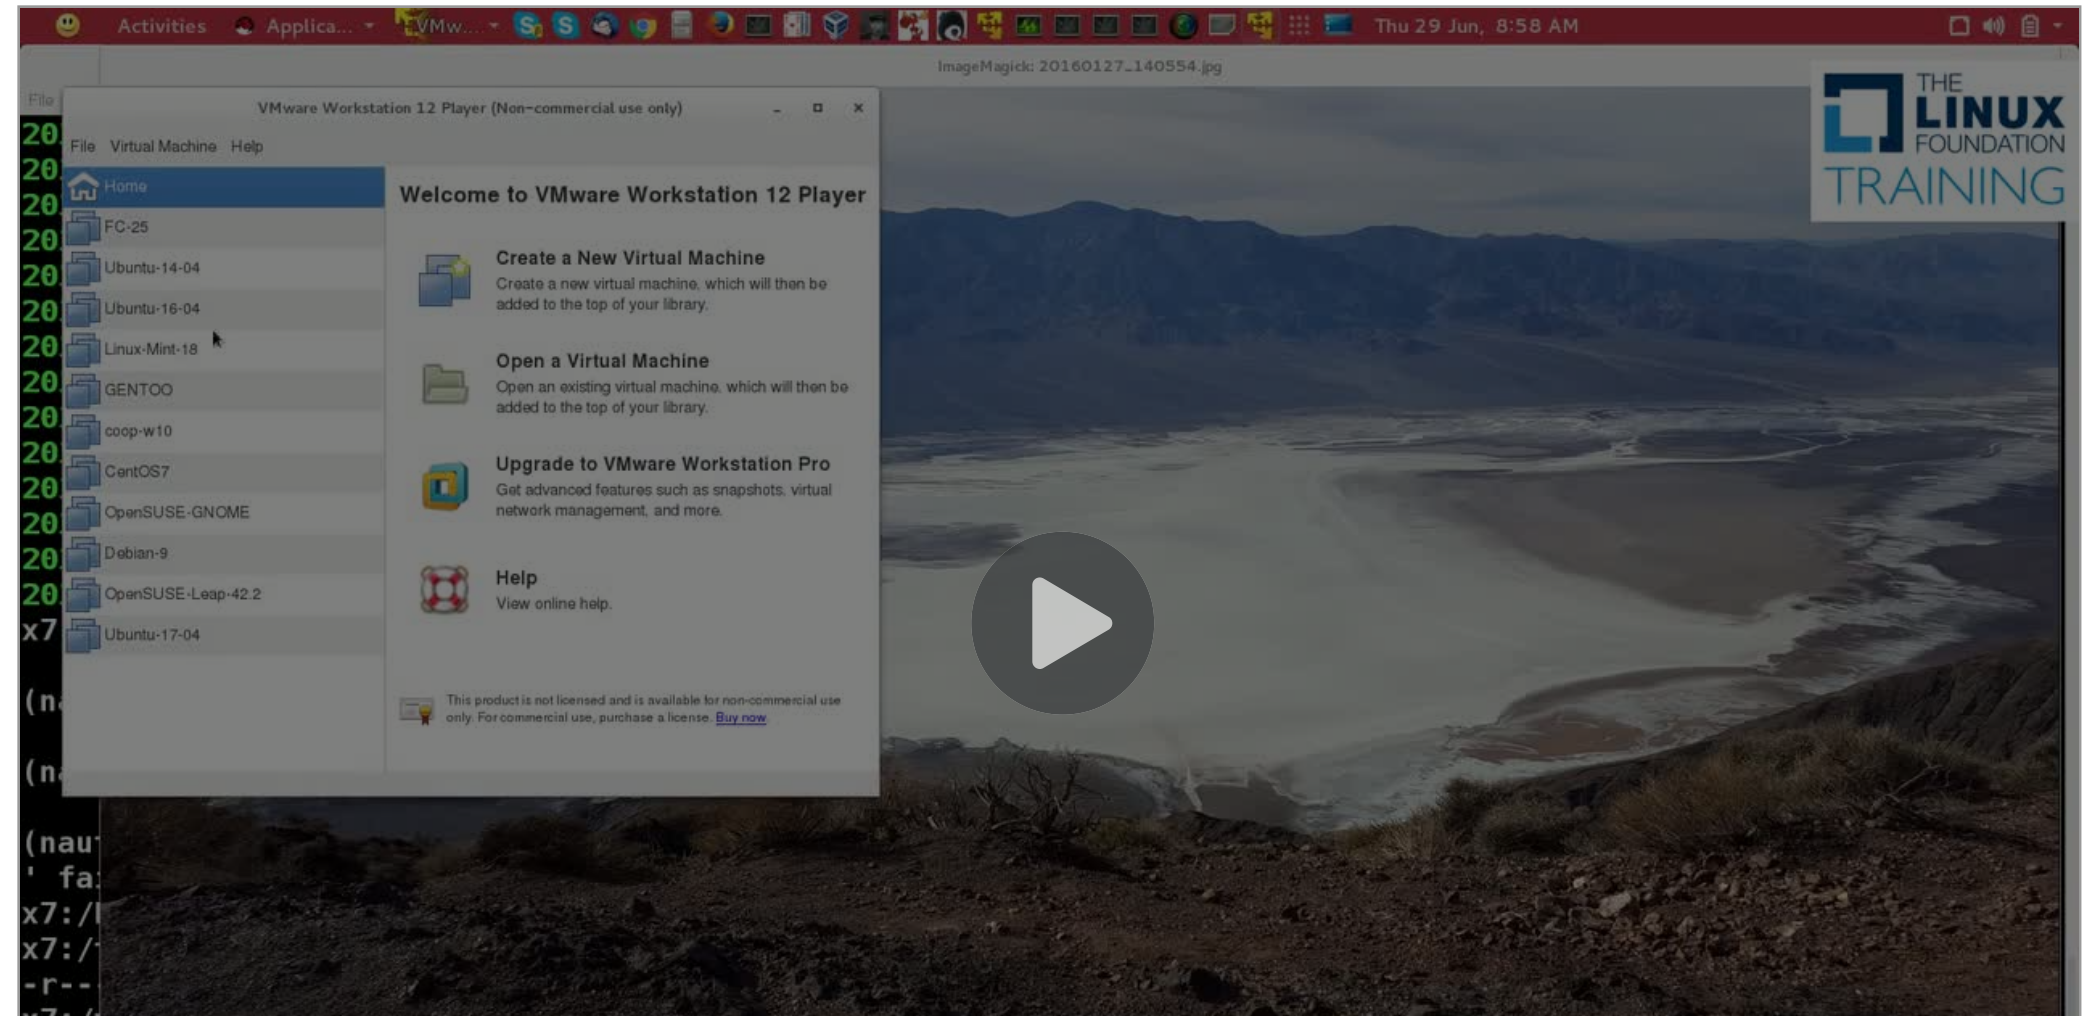 Activities Applica... VMw... Thu 29 Jun, 8:58 AM
ImageMagick: 20160127_140554.jpg
THE
LINUX
FOUNDATION
TRAINING
File
VMware Workstation 12 Player (Non-commercial use only)
File Virtual Machine Help
Home
FC-25
Ubuntu-14-04
Ubuntu-16-04
Linux-Mint-18
GENTOO
coop-w10
CentOS7
OpenSUSE-GNOME
Debian-9
OpenSUSE-Leap-42.2
Ubuntu-17-04
Welcome to VMware Workstation 12 Player
Create a New Virtual Machine
Create a new virtual machine, which will then be
added to the top of your library.
Open a Virtual Machine
Open an existing virtual machine, which will then be
added to the top of your library.
Upgrade to VMware Workstation Pro
Get advanced features such as snapshots, virtual
network management, and more.
Help
View online help.
This product is not licensed and is available for non-commercial use
only. For commercial use, purchase a license. Buy now
20
20
20
20
20
20
20
20
20
20
20
20
20
20
x7
(na
(na
(nau
' fa
x7:/
x7:/
-r--